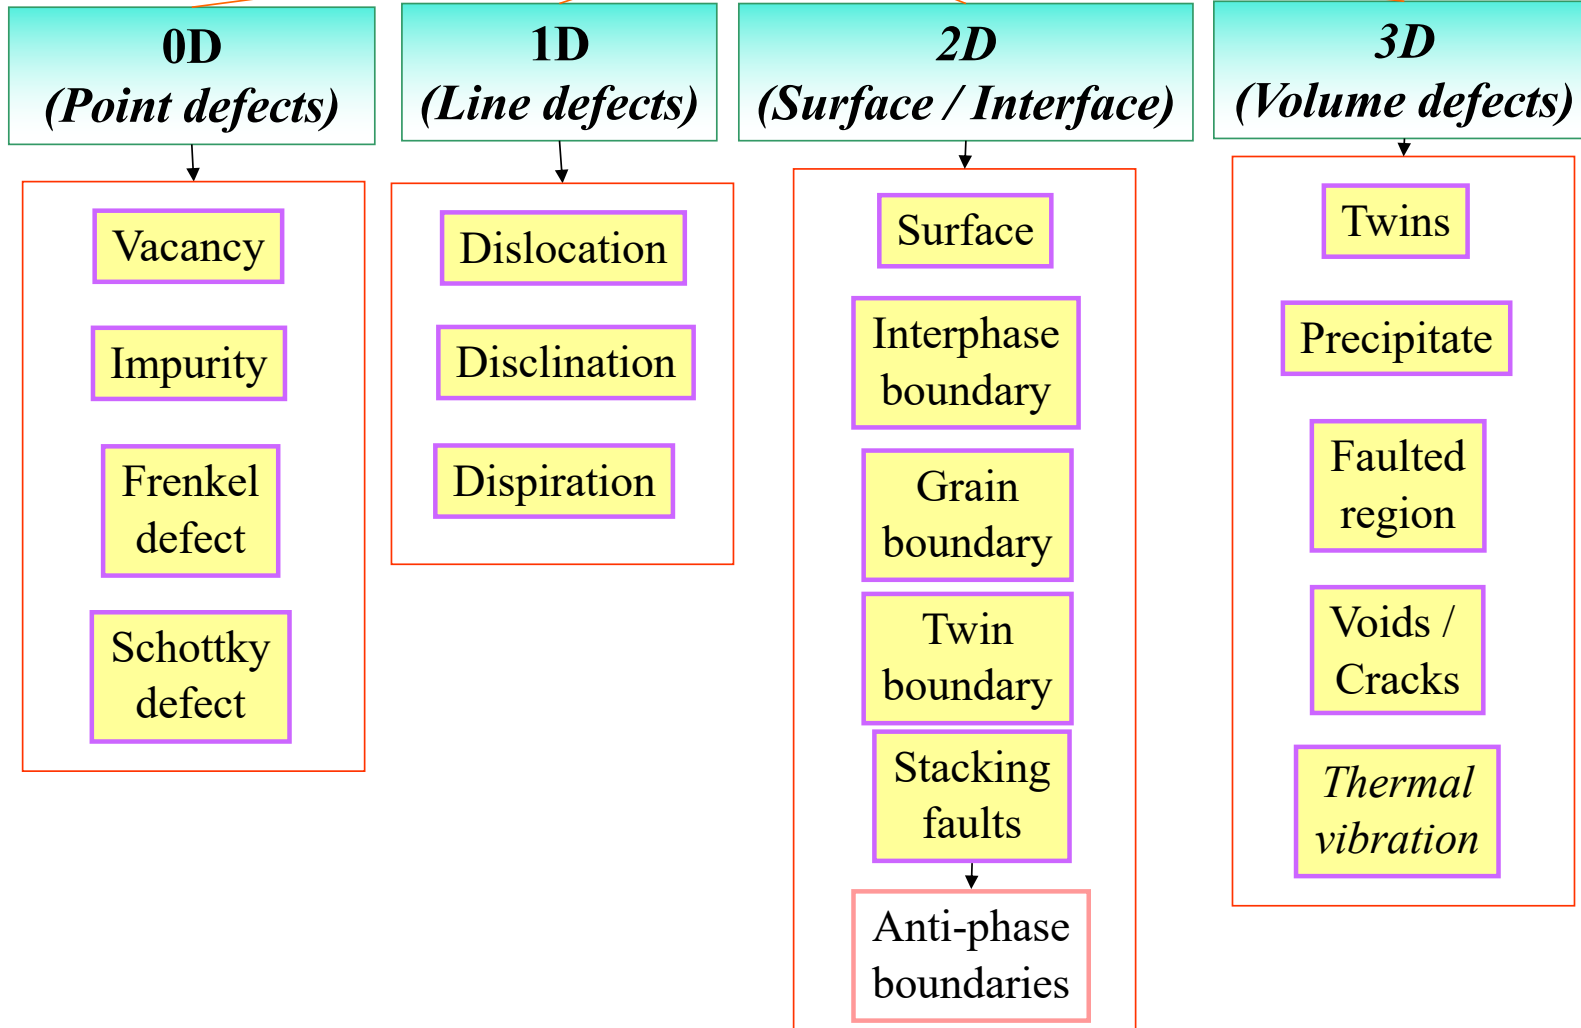 0D
(Point defects)
Vacancy
Impurity
Frenkel
defect
Schottky
defect
1D
(Line defects)
Dislocation
Disclination
Dispiration
2D
(Surface / Interface)
Surface
Interphase
boundary
Grain
boundary
Twin
boundary
Stacking
faults
Anti-phase
boundaries
3D
(Volume defects)
Twins
Precipitate
Faulted
region
Voids /
Cracks
Thermal
vibration